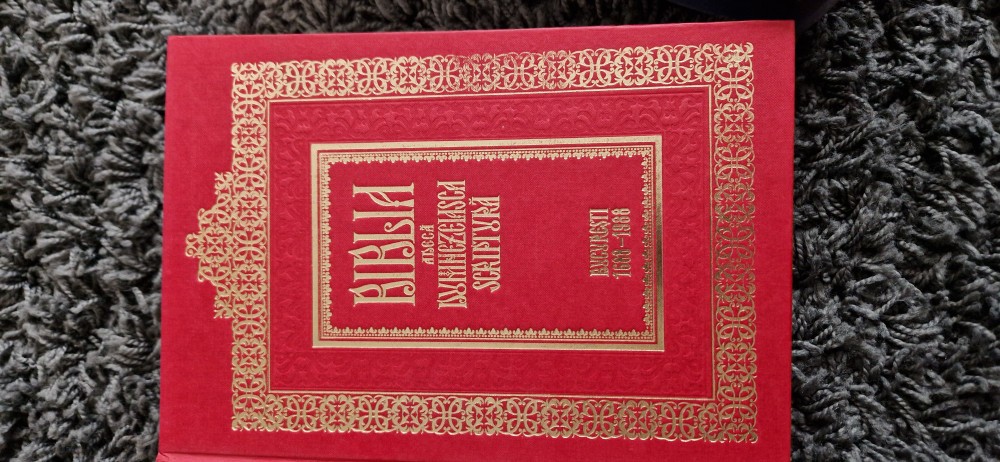 BIBLIA
ADECĂ
DUMNEZEIASCA
SCRIPTURĂ
BUCUREȘTI
1688–1988